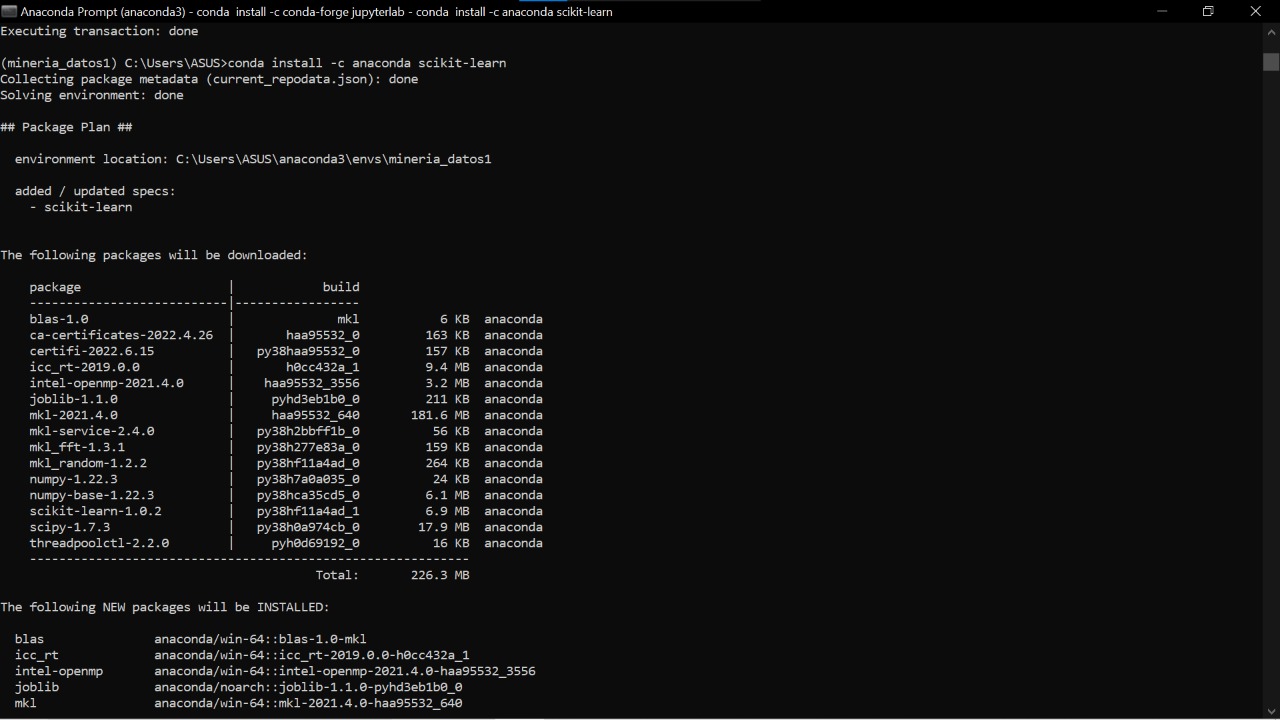 Anaconda Prompt (anaconda3) - conda  install -c conda-forge jupyterlab - conda  install -c anaconda scikit-learn
Executing transaction: done
(mineria_datos1) C:\Users\ASUS>conda install -c anaconda scikit-learn
Collecting package metadata (current_repodata.json): done
Solving environment: done
## Package Plan ##
environment location: C:\Users\ASUS\anaconda3\envs\mineria_datos1
added / updated specs:
- scikit-learn
The following packages will be downloaded:
package                    |            build
---------------------------|-----------------
blas-1.0                   |              mkl           6 KB  anaconda
ca-certificates-2022.4.26  |       haa95532_0         163 KB  anaconda
certifi-2022.6.15          |   py38haa95532_0         157 KB  anaconda
icc_rt-2019.0.0            |       h0cc432a_1         9.4 MB  anaconda
intel-openmp-2021.4.0      |    haa95532_3556         3.2 MB  anaconda
joblib-1.1.0               |     pyhd3eb1b0_0         211 KB  anaconda
mkl-2021.4.0               |     haa95532_640       181.6 MB  anaconda
mkl-service-2.4.0          |   py38h2bbff1b_0          56 KB  anaconda
mkl_fft-1.3.1              |   py38h277e83a_0         159 KB  anaconda
mkl_random-1.2.2           |   py38hf11a4ad_0         264 KB  anaconda
numpy-1.22.3               |   py38h7a0a035_0          24 KB  anaconda
numpy-base-1.22.3          |   py38hca35cd5_0         6.1 MB  anaconda
scikit-learn-1.0.2         |   py38hf11a4ad_1         6.9 MB  anaconda
scipy-1.7.3                |   py38h0a974cb_0        17.9 MB  anaconda
threadpoolctl-2.2.0        |     pyh0d69192_0          16 KB  anaconda
------------------------------------------------------------
Total:       226.3 MB
The following NEW packages will be INSTALLED:
blas               anaconda/win-64::blas-1.0-mkl
icc_rt             anaconda/win-64::icc_rt-2019.0.0-h0cc432a_1
intel-openmp       anaconda/win-64::intel-openmp-2021.4.0-haa95532_3556
joblib             anaconda/noarch::joblib-1.1.0-pyhd3eb1b0_0
mkl                anaconda/win-64::mkl-2021.4.0-haa95532_640